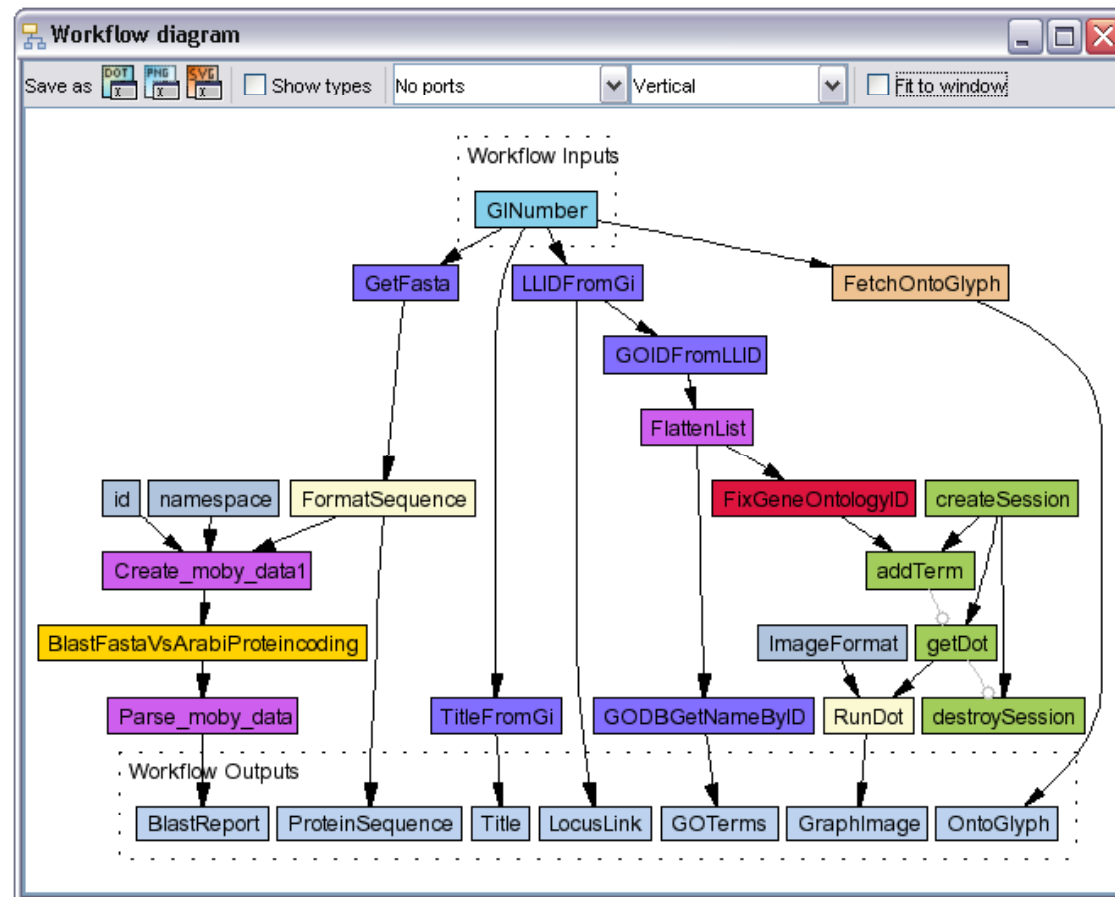 Workflow diagram
Save as DOT PNG SVG Show types No ports Vertical Fit to window
Workflow Inputs
GINumber
GetFasta LLIDFromGi FetchOntoGlyph
GOIDFromLLID
FlattenList
id namespace FormatSequence FixGeneOntologyID createSession
Create_moby_data1 addTerm
BlastFastaVsArabiProteincoding ImageFormat getDot
Parse_moby_data TitleFromGi GODBGetNameByID RunDot destroySession
Workflow Outputs
BlastReport ProteinSequence Title LocusLink GOTerms GraphImage OntoGlyph